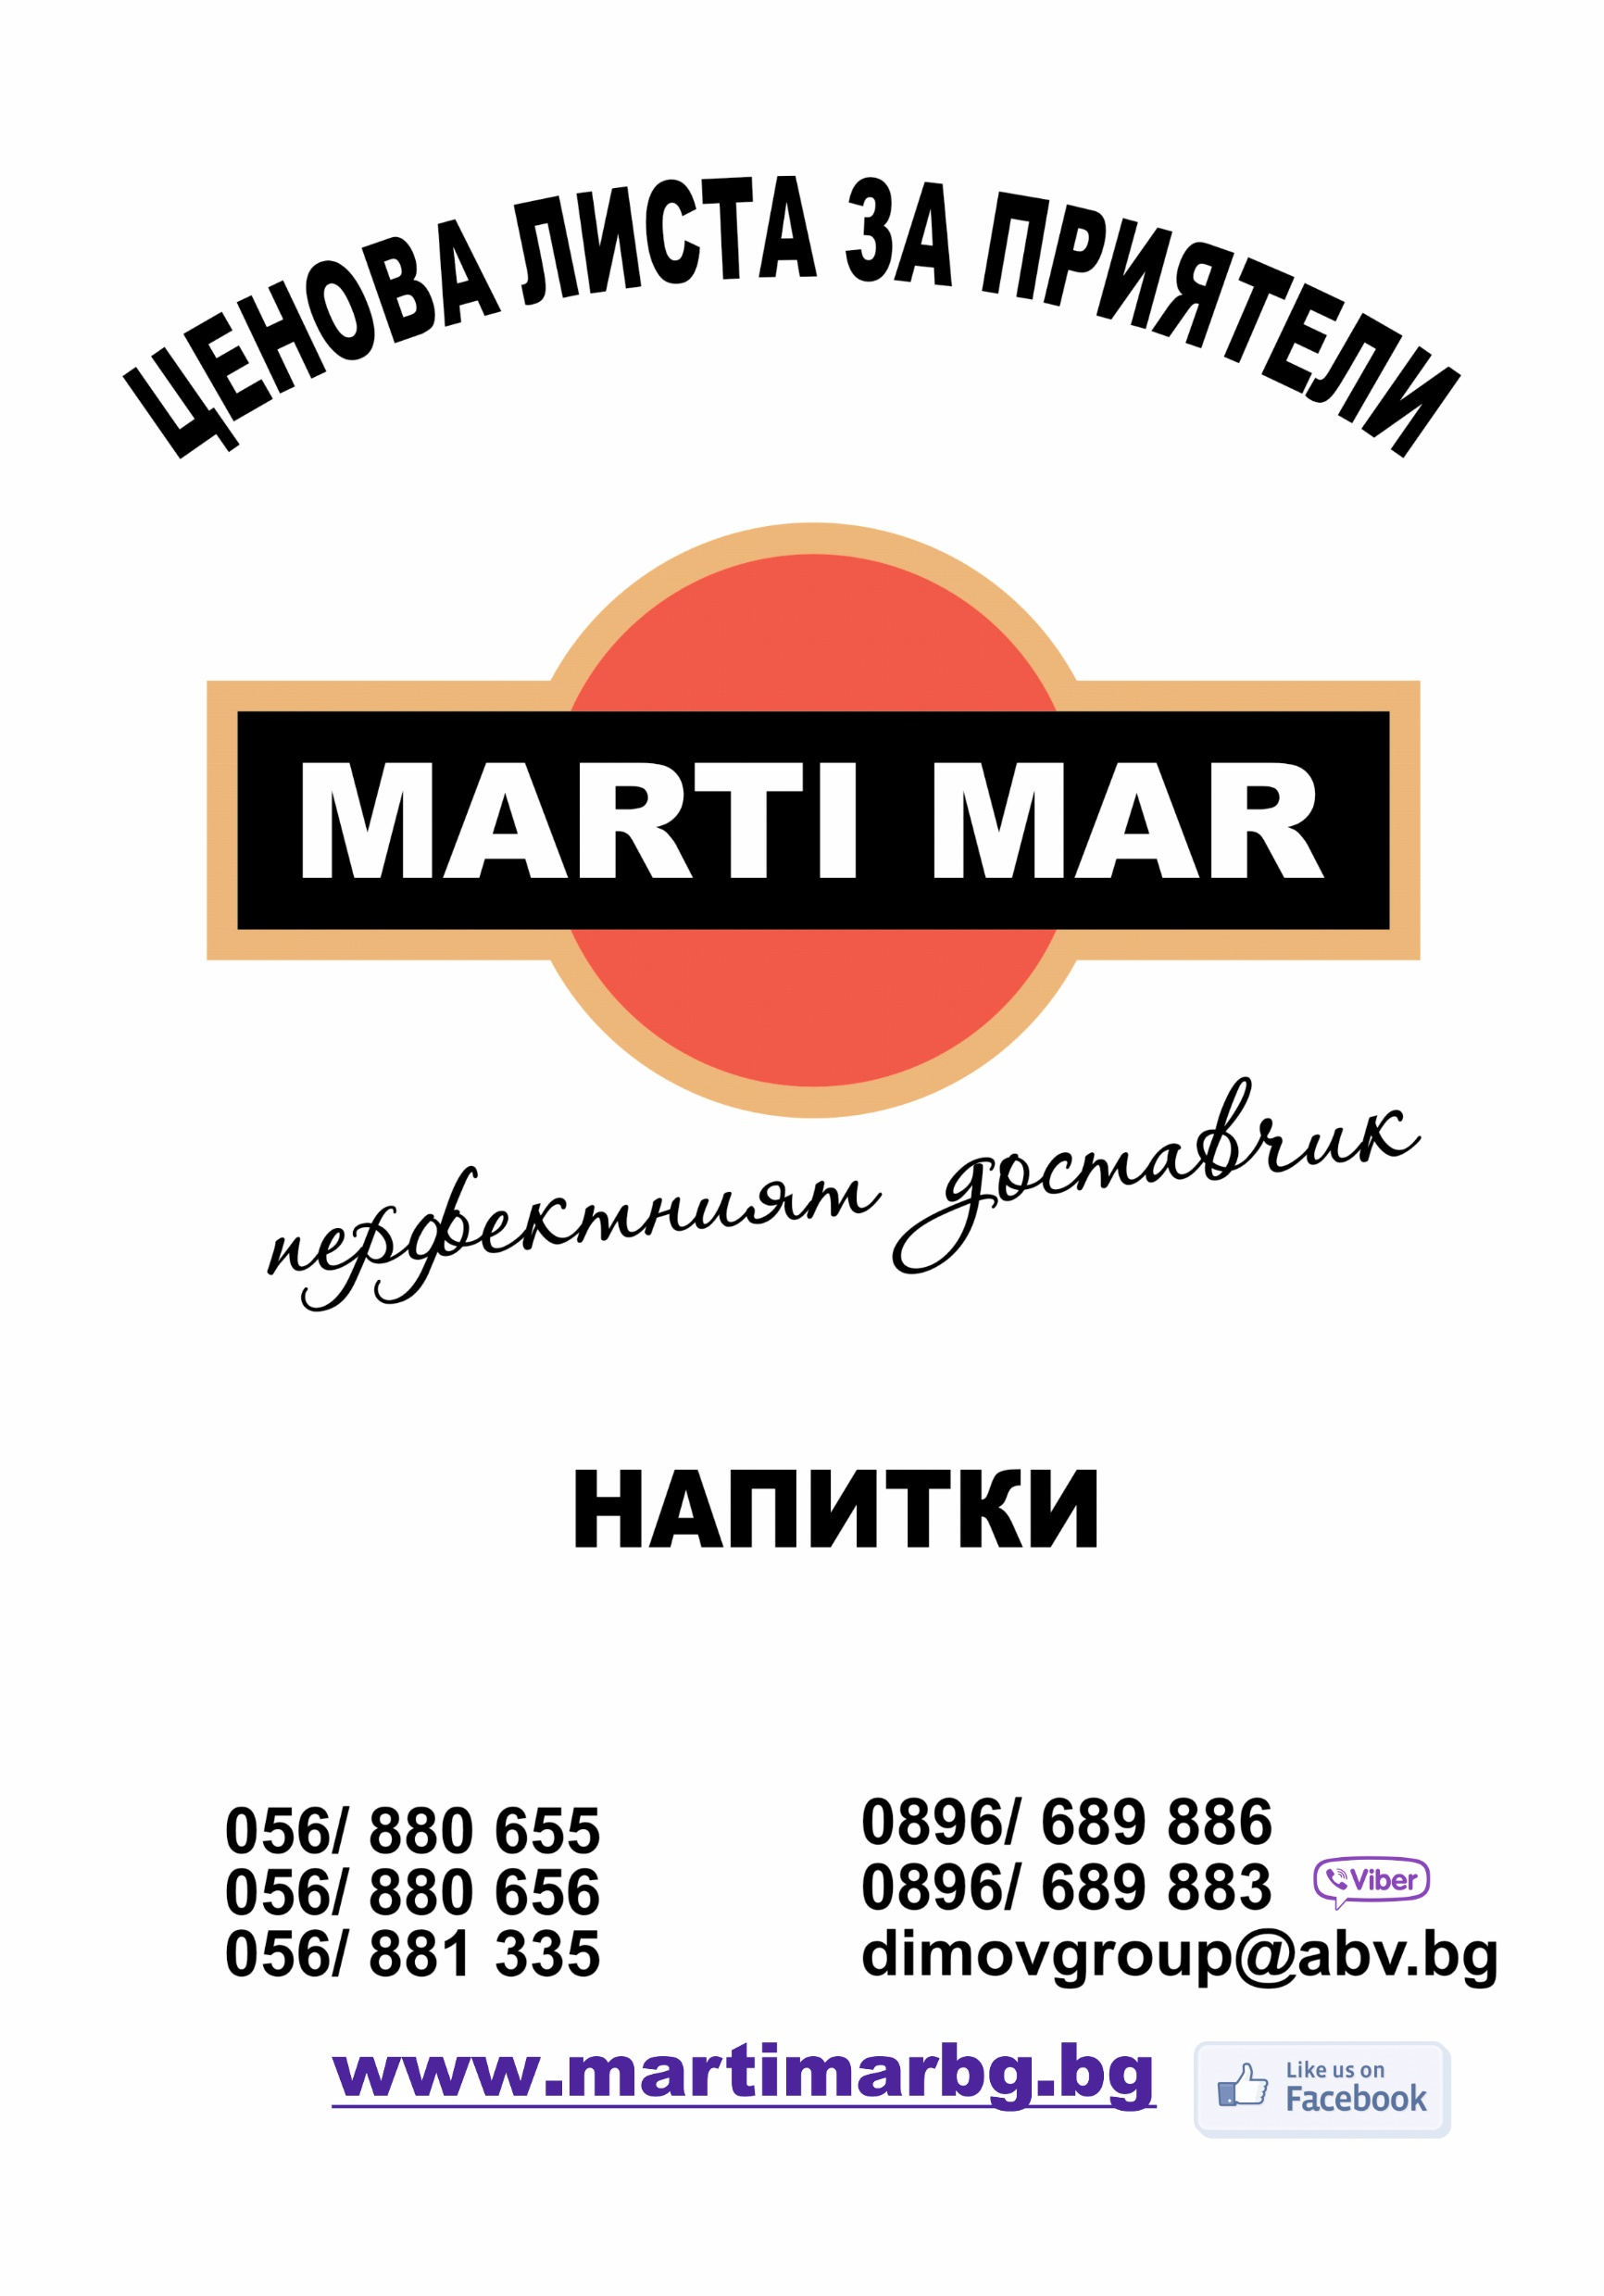 ЦЕНОВА ЛИСТА ЗА ПРИЯТЕЛИ
MARTI MAR
перфектният доставчик
НАПИТКИ
056/ 880 655
056/ 880 656
056/ 881 335
0896/ 689 886
0896/ 689 883
Viber
dimovgroup@abv.bg
www.martimarbg.bg
Like us on
Facebook